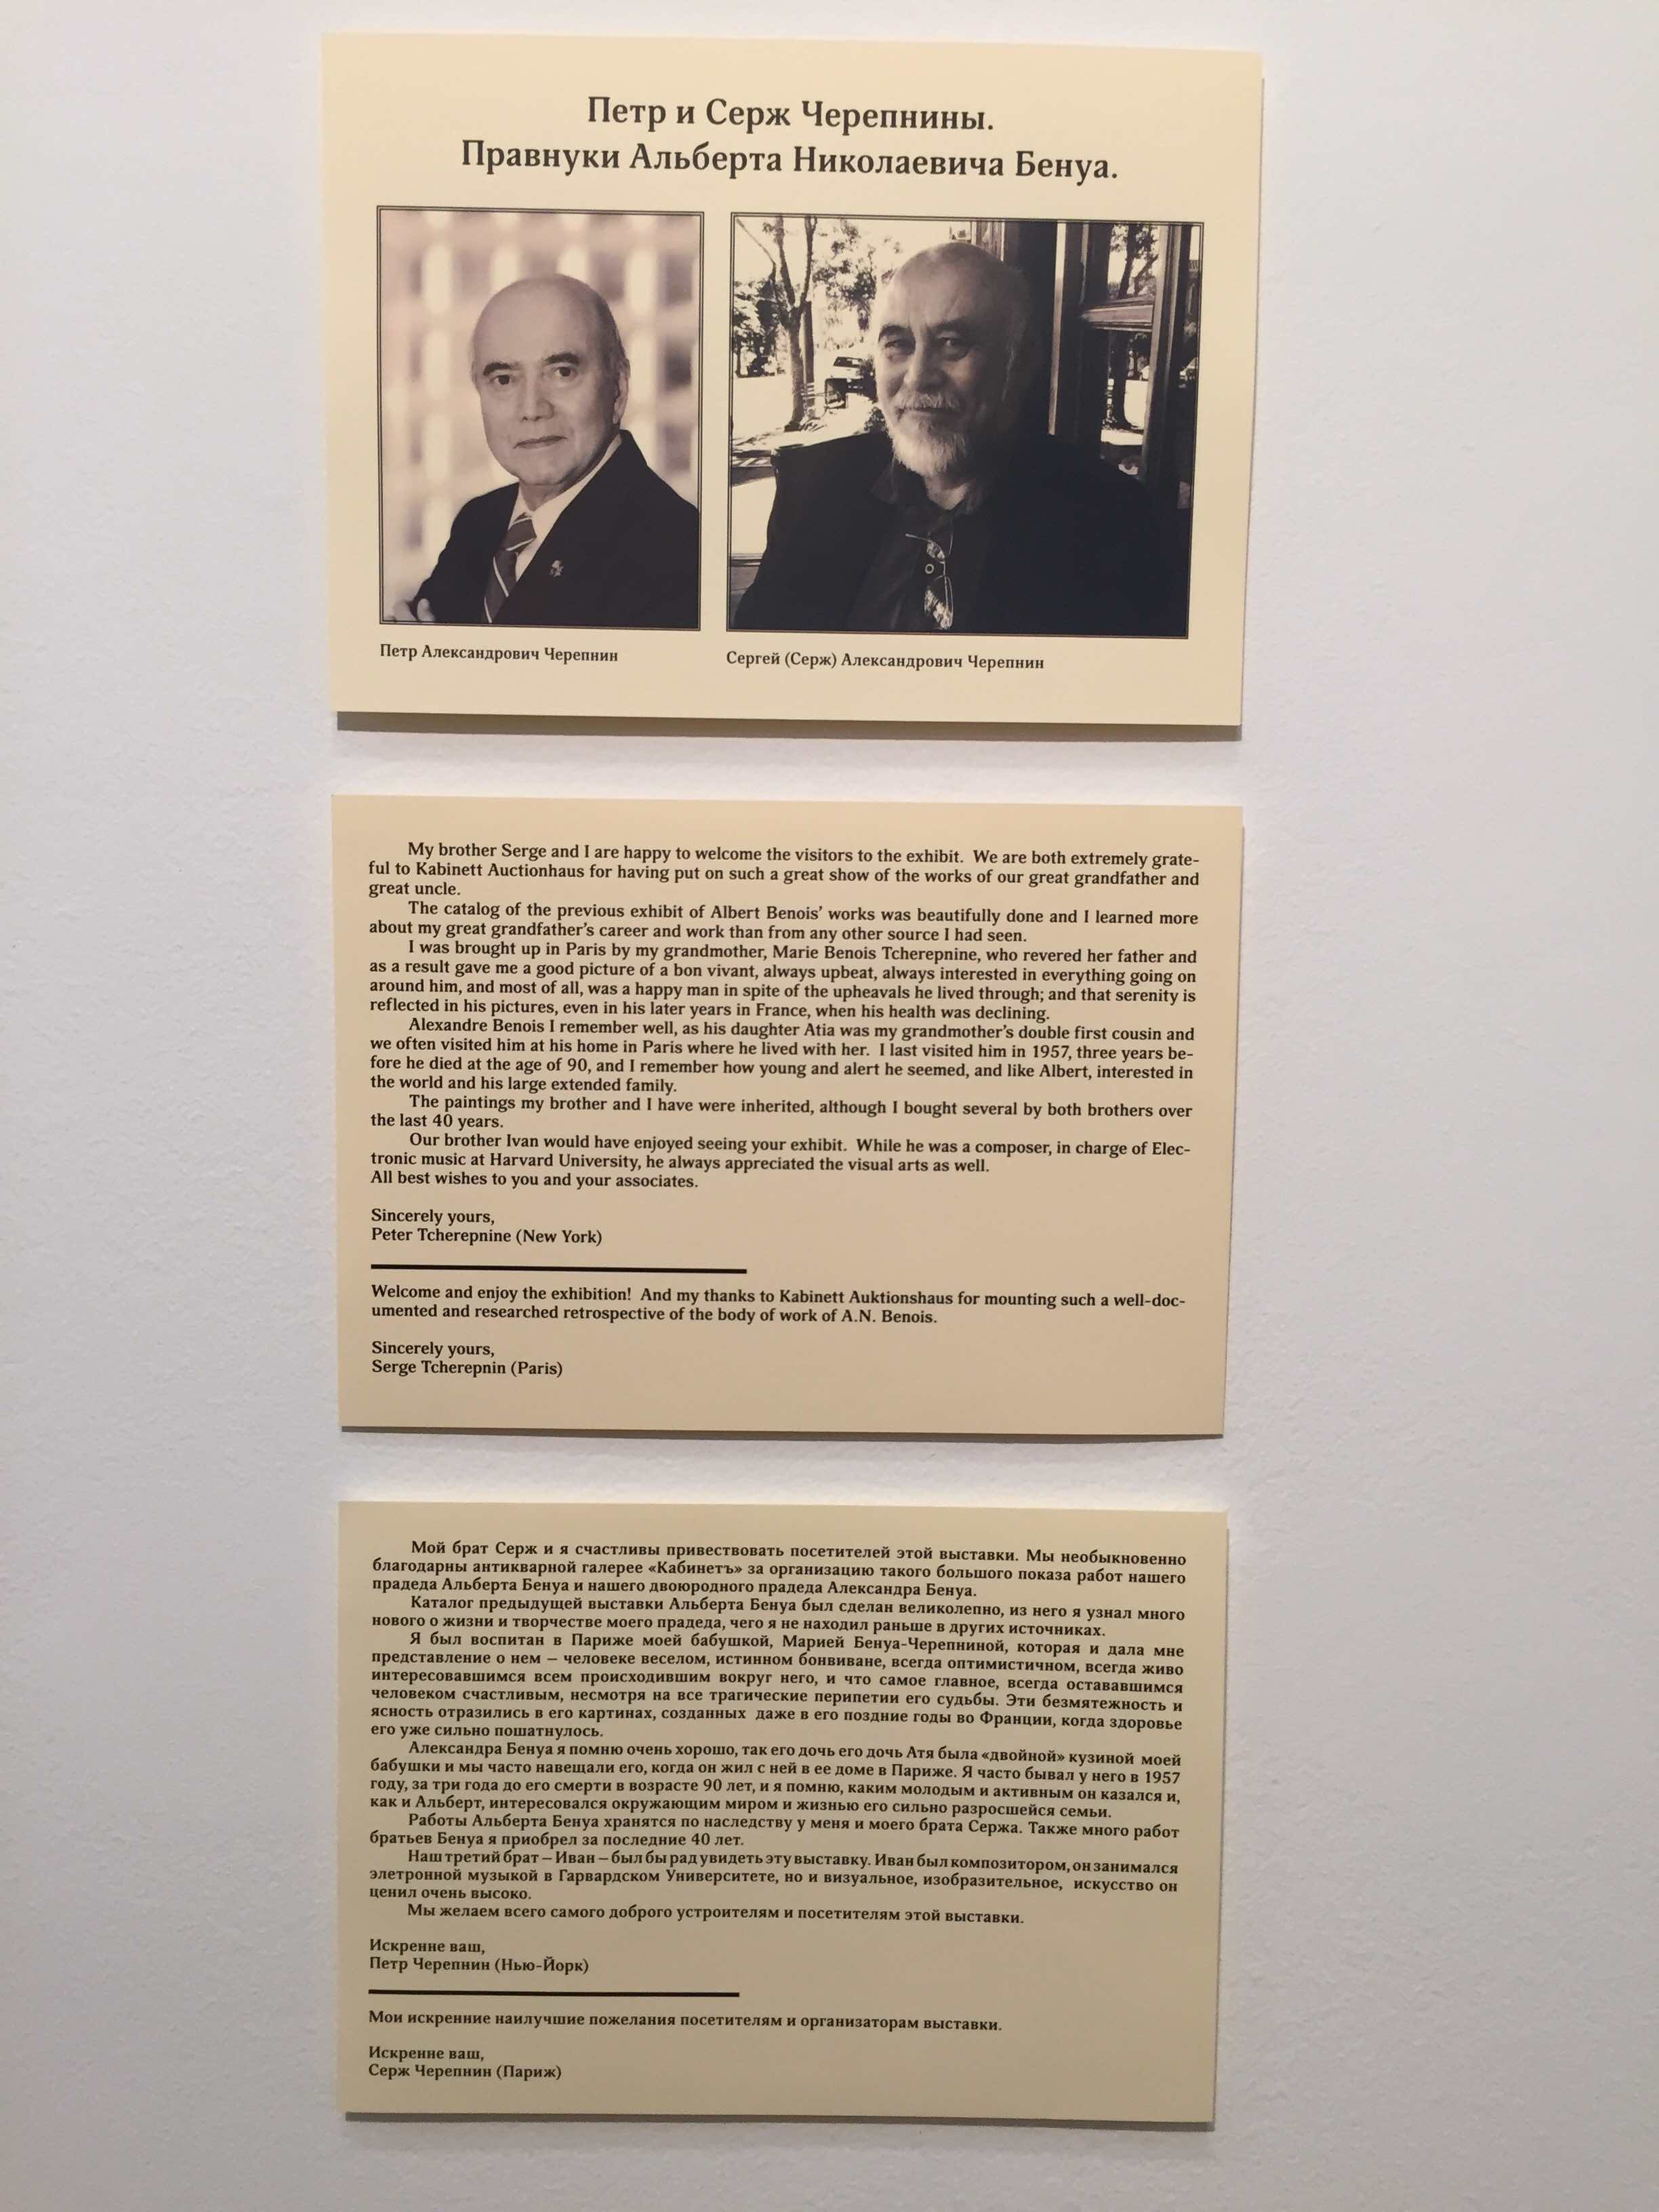 Петр и Серж Черепнины.
Правнуки Альберта Николаевича Бенуа.
Петр Александрович Черепнин
Сергей (Серж) Александрович Черепнин
My brother Serge and I are happy to welcome the visitors to the exhibit. We are both extremely grate-
ful to Kabinett Auctionhaus for having put on such a great show of the works of our great grandfather and
great uncle.
The catalog of the previous exhibit of Albert Benois' works was beautifully done and I learned more
about my great grandfather's career and work than from any other source I had seen.
I was brought up in Paris by my grandmother, Marie Benois Tcherepnine, who revered her father and
as a result gave me a good picture of a bon vivant, always upbeat, always interested in everything going on
around him, and most of all, was a happy man in spite of the upheavals he lived through; and that serenity is
reflected in his pictures, even in his later years in France, when his health was declining.
Alexandre Benois I remember well, as his daughter Atia was my grandmother's double first cousin and
we often visited him at his home in Paris where he lived with her. I last visited him in 1957, three years be-
fore he died at the age of 90, and I remember how young and alert he seemed, and like Albert, interested in
the world and his large extended family.
The paintings my brother and I have were inherited, although I bought several by both brothers over
the last 40 years.
Our brother Ivan would have enjoyed seeing your exhibit. While he was a composer, in charge of Elec-
tronic music at Harvard University, he always appreciated the visual arts as well.
All best wishes to you and your associates.
Sincerely yours,
Peter Tcherepnine (New York)
Welcome and enjoy the exhibition! And my thanks to Kabinett Auktionshaus for mounting such a well-doc-
umented and researched retrospective of the body of work of A.N. Benois.
Sincerely yours,
Serge Tcherepnin (Paris)
Мой брат Серж и я счастливы привествовать посетителей этой выставки. Мы необыкновенно
благодарны антикварной галерее «Кабинетъ» за организацию такого большого показа работ нашего
прадеда Альберта Бенуа и нашего двоюродного прадеда Александра Бенуа.
Каталог предыдущей выставки Альберта Бенуа был сделан великолепно, из него я узнал много
нового о жизни и творчестве моего прадеда, чего я не находил раньше в других источниках.
Я был воспитан в Париже моей бабушкой, Марией Бенуа-Черепниной, которая и дала мне
представление о нем – человеке веселом, истинном бонвиване, всегда оптимистичном, всегда живо
интересовавшимся всем происходившим вокруг него, и что самое главное, всегда остававшимся
человеком счастливым, несмотря на все трагические перипетии его судьбы. Эти безмятежность и
ясность отразились в его картинах, созданных даже в его поздние годы во Франции, когда здоровье
его уже сильно пошатнулось.
Александра Бенуа я помню очень хорошо, так его дочь его дочь Атя была «двойной» кузиной моей
бабушки и мы часто навещали его, когда он жил с ней в ее доме в Париже. Я часто бывал у него в 1957
году, за три года до его смерти в возрасте 90 лет, и я помню, каким молодым и активным он казался и,
как и Альберт, интересовался окружающим миром и жизнью его сильно разросшейся семьи.
Работы Альберта Бенуа хранятся по наследству у меня и моего брата Сержа. Также много работ
братьев Бенуа я приобрел за последние 40 лет.
Наш третий брат – Иван – был бы рад увидеть эту выставку. Иван был композитором, он занимался
элетронной музыкой в Гарвардском Университете, но и визуальное, изобразительное, искусство он
ценил очень высоко.
Мы желаем всего самого доброго устроителям и посетителям этой выставки.
Искренне ваш,
Петр Черепнин (Нью-Йорк)
Мои искренние наилучшие пожелания посетителям и организаторам выставки.
Искренне ваш,
Серж Черепнин (Париж)